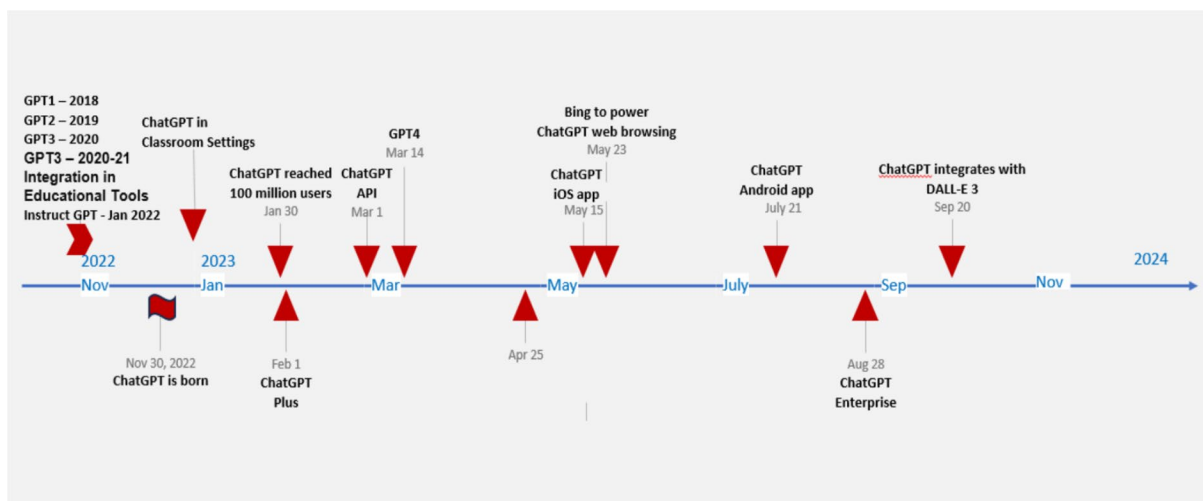 GPT1 – 2018
GPT2 – 2019
GPT3 – 2020
GPT3 – 2020-21
Integration in
Educational Tools
Instruct GPT - Jan 2022
ChatGPT in
Classroom Settings
ChatGPT reached
100 million users
Jan 30
ChatGPT
API
Mar 1
GPT4
Mar 14
ChatGPT
iOS app
May 15
Bing to power
ChatGPT web browsing
May 23
ChatGPT
Android app
July 21
ChatGPT integrates with
DALL-E 3
Sep 20
2022
2023
2024
Nov
Jan
Mar
May
July
Sep
Nov
Nov 30, 2022
ChatGPT is born
Feb 1
ChatGPT
Plus
Apr 25
Aug 28
ChatGPT
Enterprise